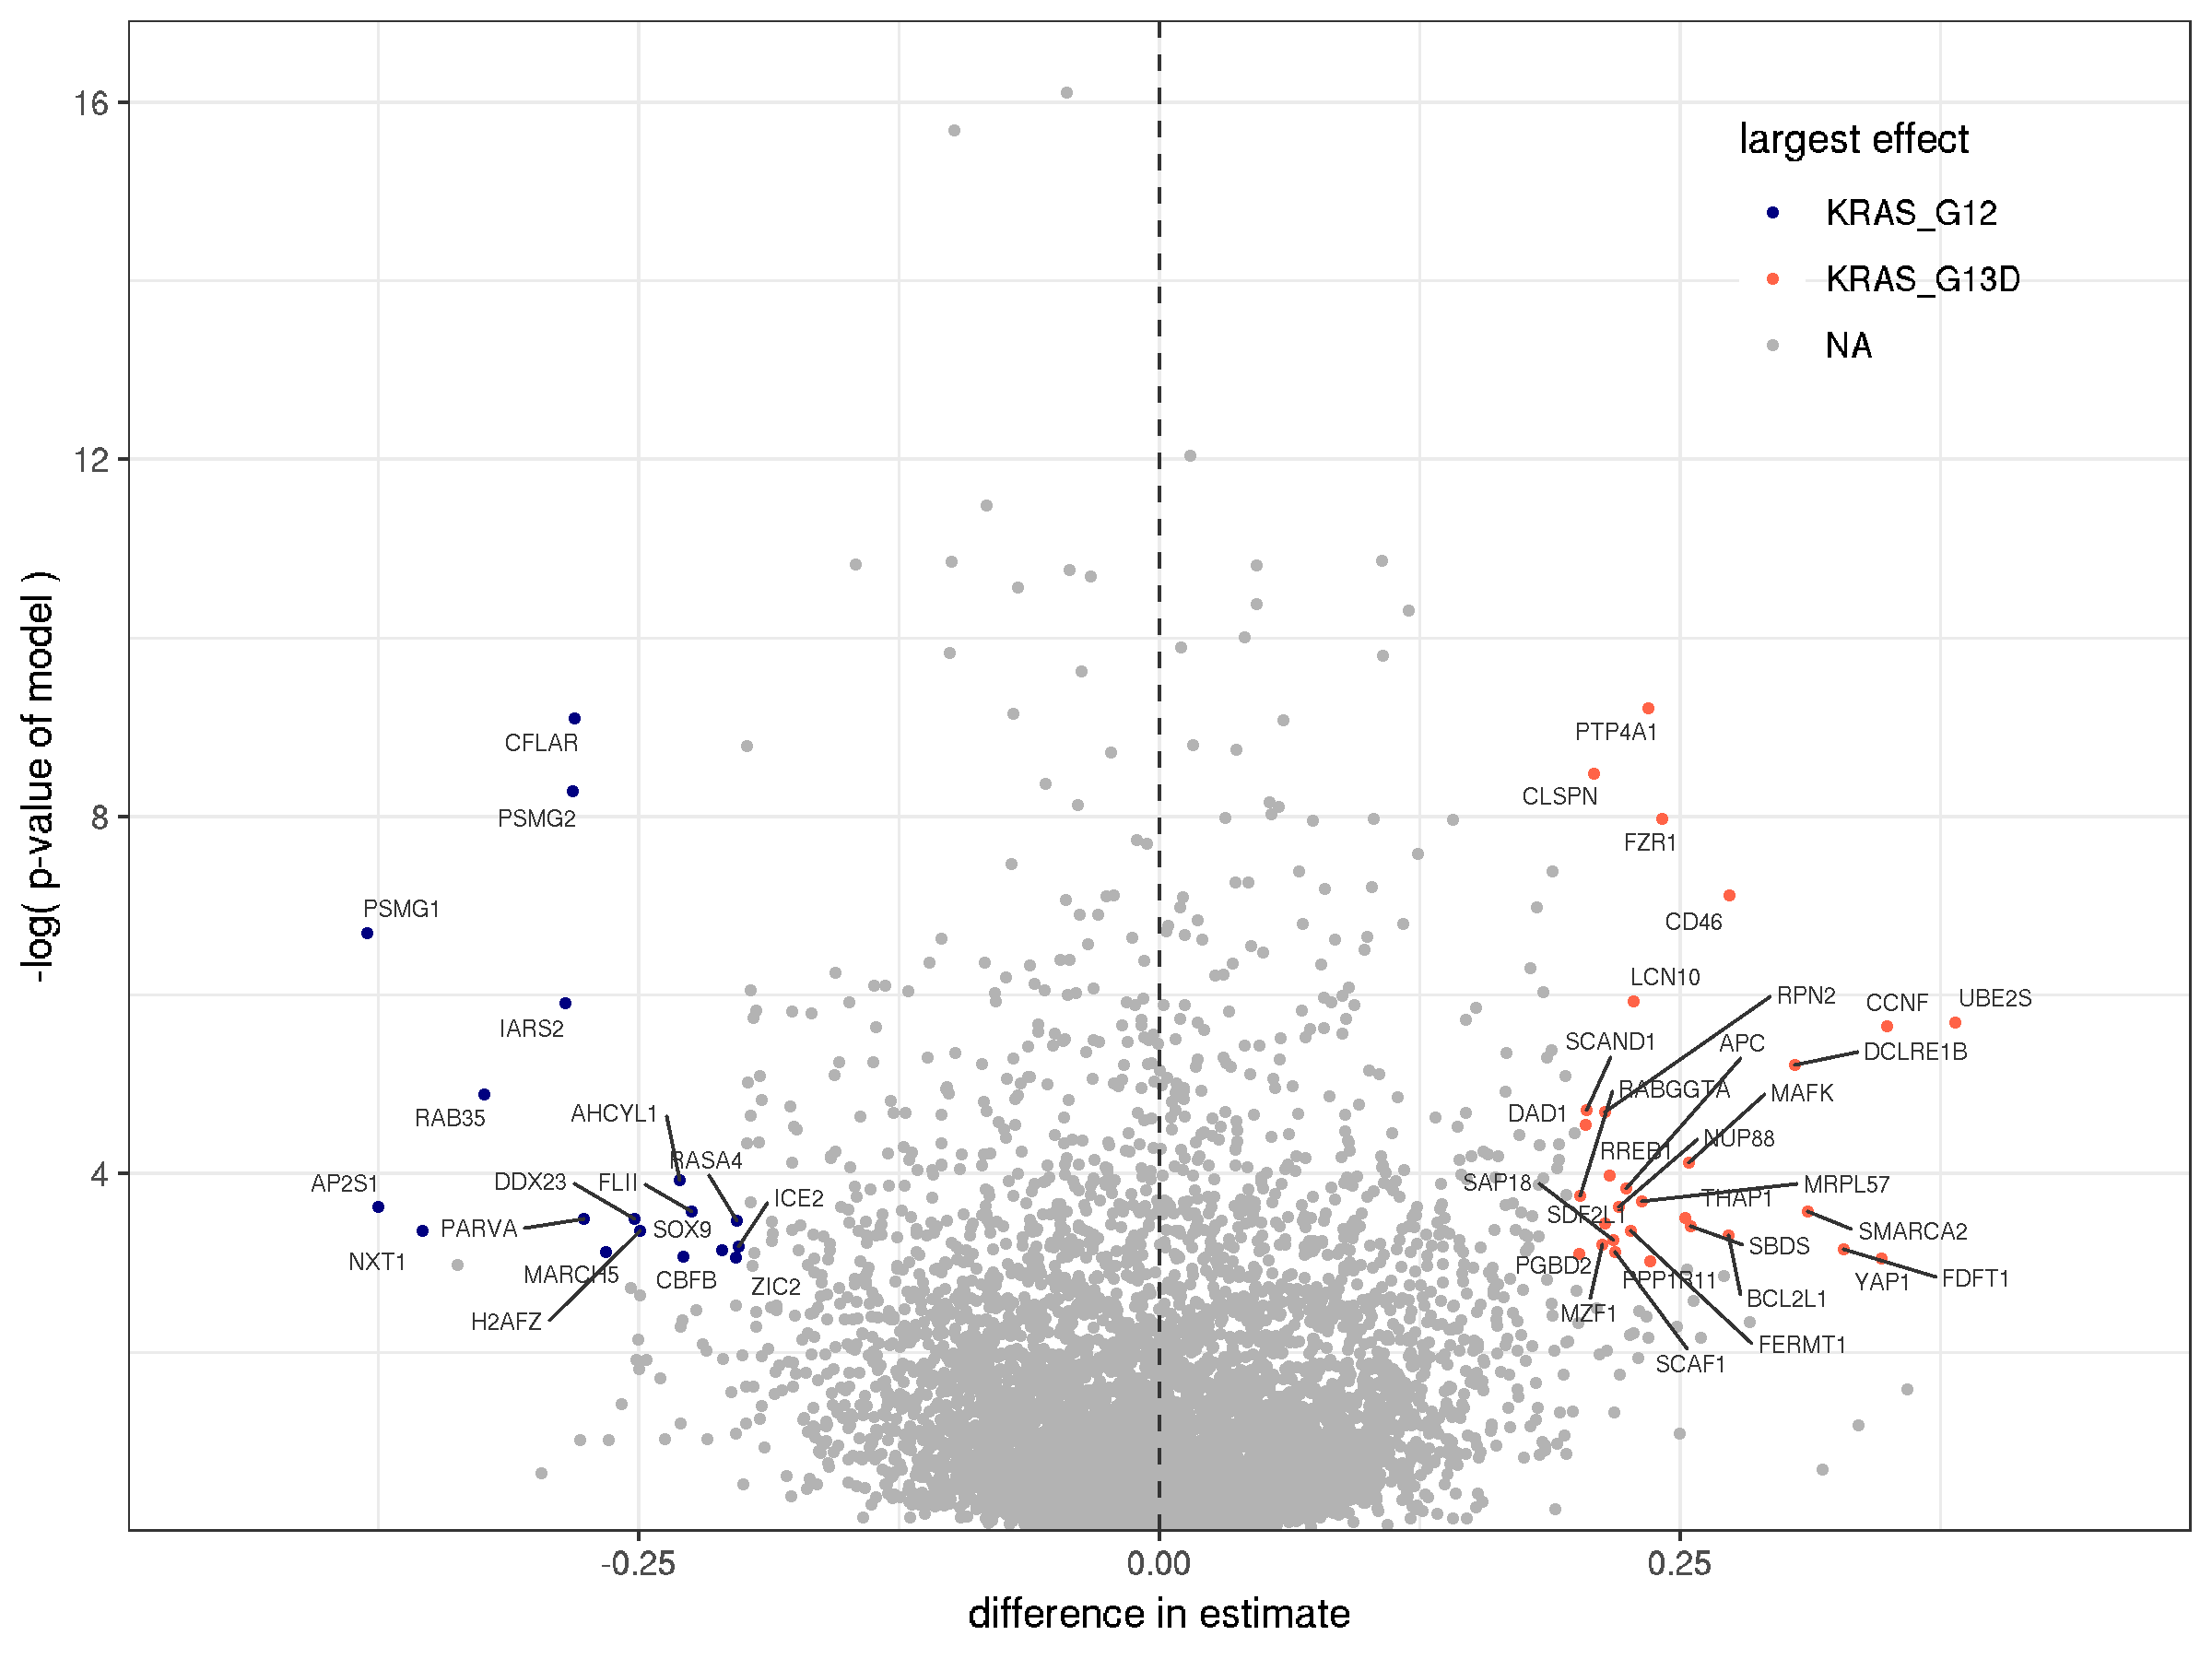 16
12
8
4
-log( p-value of model )
largest effect
KRAS_G12
KRAS_G13D
NA
CFLAR
PSMG2
PSMG1
IARS2
RAB35
AHCYL1
RASA4
AP2S1
DDX23
FLII
ICE2
PARVA
SOX9
NXT1
MARCH5
CBFB
ZIC2
H2AFZ
PTP4A1
CLSPN
FZR1
CD46
LCN10
RPN2
CCNF
UBE2S
SCAND1
APC
DCLRE1B
RABGGTA
MAFK
DAD1
NUP88
RREB1
SAP18
MRPL57
THAP1
SDF2L1
SMARCA2
SBDS
PGBD2
PPP1R11
YAP1
FDFT1
BCL2L1
MZF1
FERMT1
SCAF1
-0.25
0.00
0.25
difference in estimate